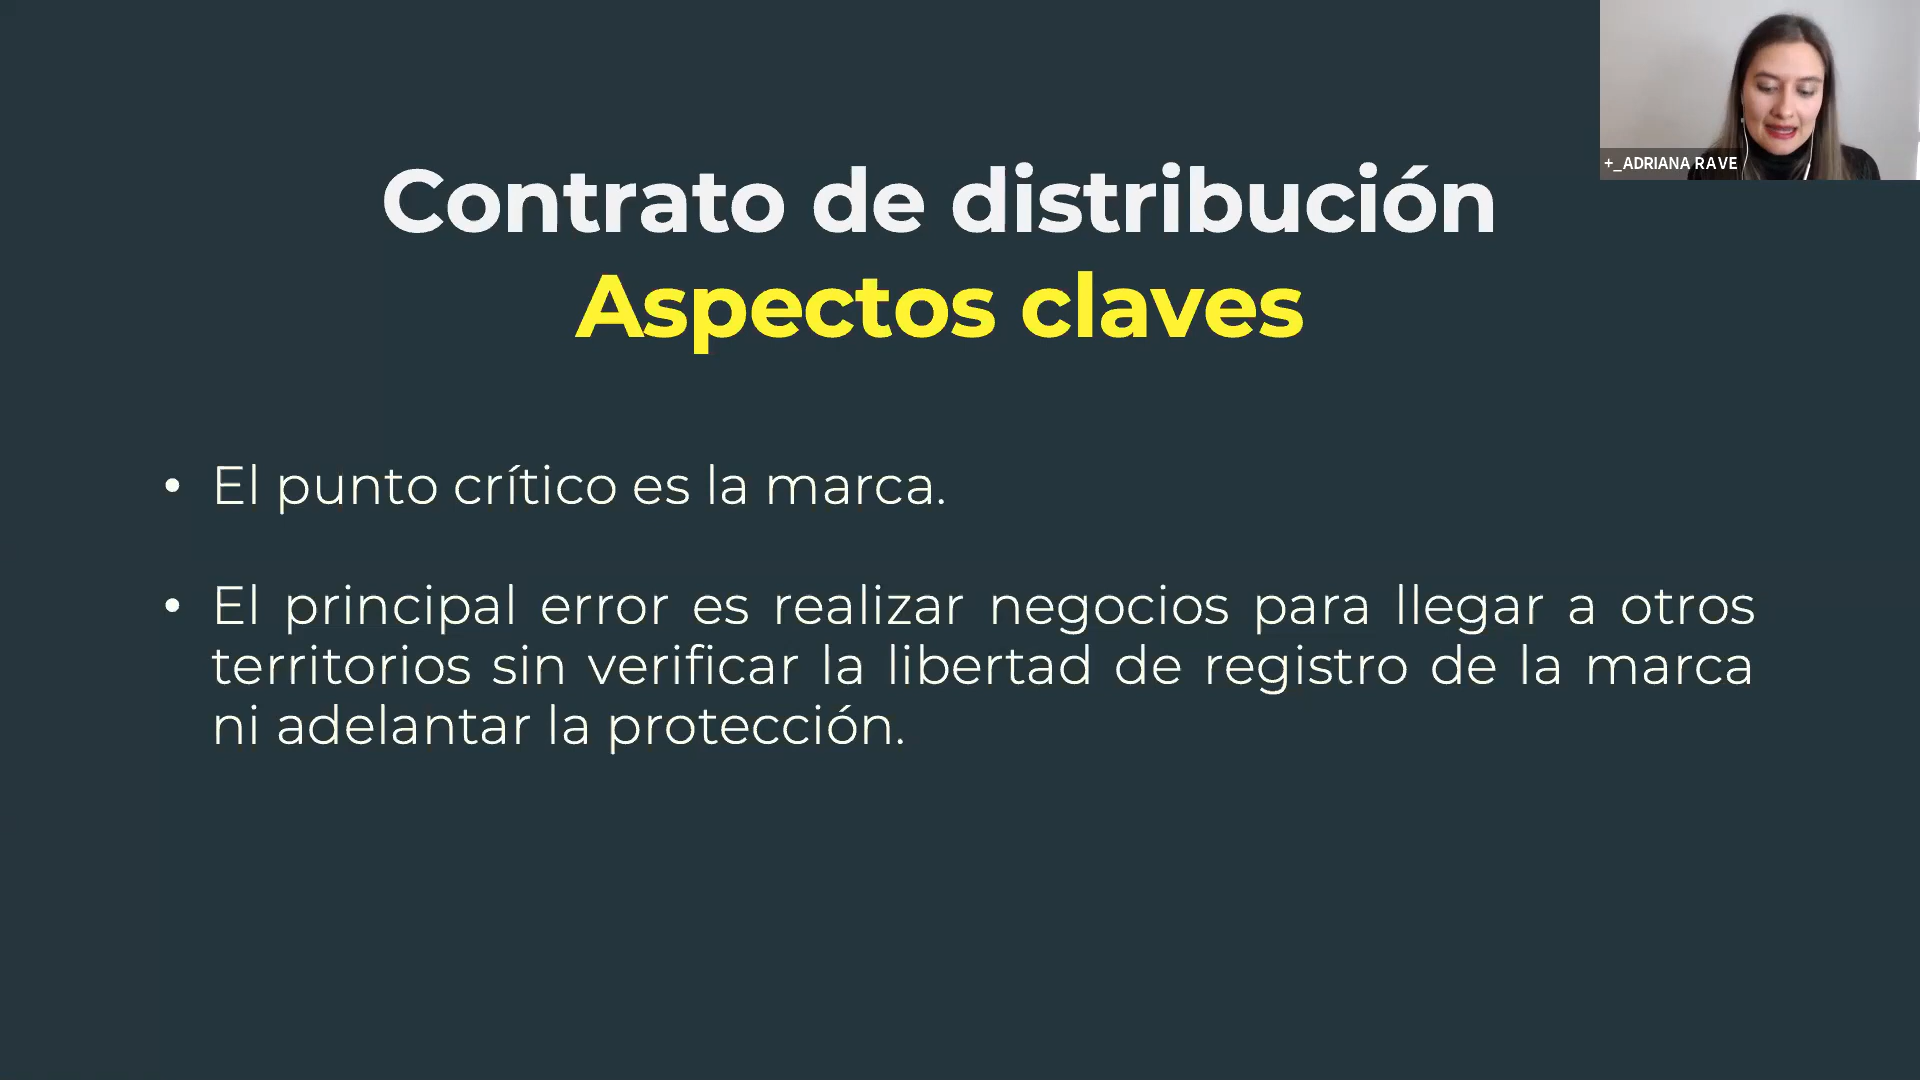 +_ADRIANA RAVE
Contrato de distribución
Aspectos claves
• El punto crítico es la marca.
• El principal error es realizar negocios para llegar a otros
territorios sin verificar la libertad de registro de la marca
ni adelantar la protección.